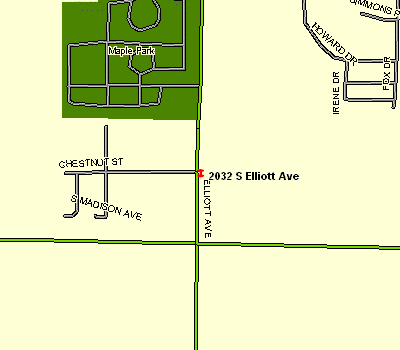 SIMMONS
HOWARD DR
Maple Park
IRENE DR
FOX DR
CHESTNUT ST
2032 S Elliott Ave
ELLIOTT AVE
S MADISON AVE